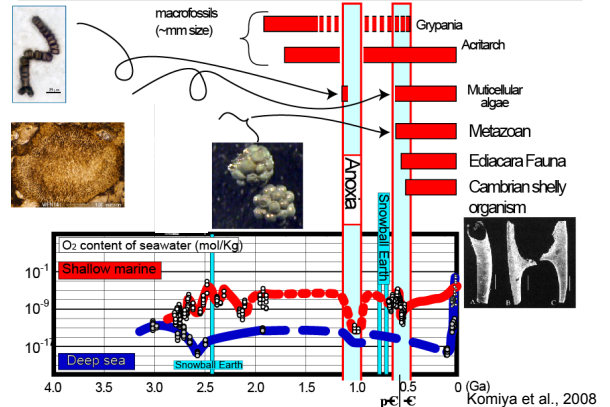 macrofossils
(~mm size)
Grypania
Acritarch
Muticellular
algae
Metazoan
Ediacara Fauna
Cambrian shelly
organism
Anoxia
Snowball Earth
A
B
C
O₂ content of seawater (mol/Kg)
Shallow marine
10⁻¹
10⁻⁹
10⁻¹⁷
Deep sea
Snowball Earth
4.0 3.5 3.0 2.5 2.0 1.5 1.0 0.5 0 (Ga)
p-Ꞓ Ꞓ
Komiya et al., 2008